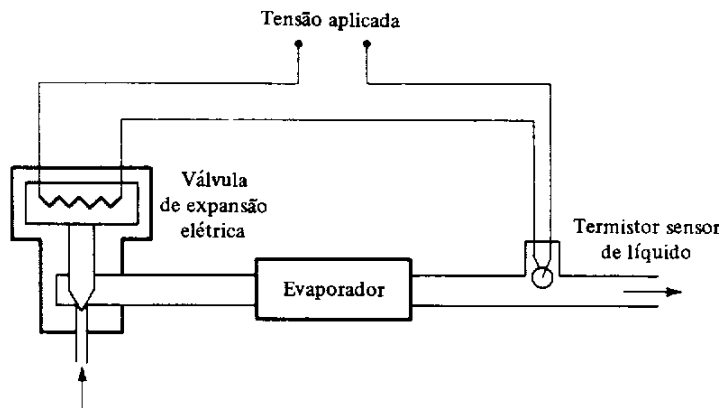 Tensão aplicada
Válvula
de expansão
elétrica
Termistor sensor
de líquido
Evaporador